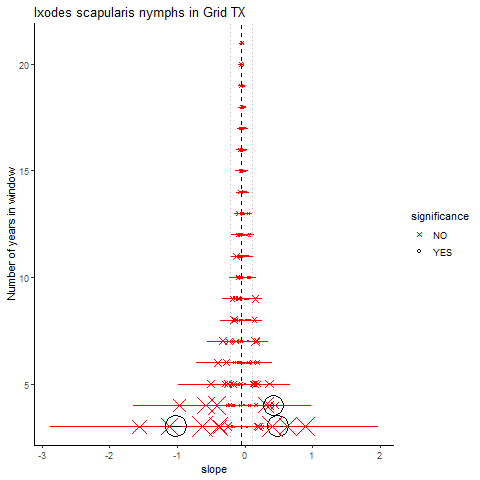 Ixodes scapularis nymphs in Grid TX
Number of years in window
20
15
10
5
-3
-2
-1
0
1
2
slope
significance
NO
YES